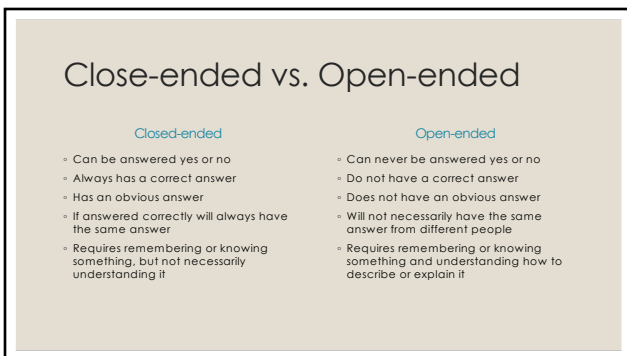 Close-ended vs. Open-ended
Closed-ended
▫ Can be answered yes or no
▫ Always has a correct answer
▫ Has an obvious answer
▫ If answered correctly will always have
the same answer
▫ Requires remembering or knowing
something, but not necessarily
understanding it
Open-ended
▫ Can never be answered yes or no
▫ Do not have a correct answer
▫ Does not have an obvious answer
▫ Will not necessarily have the same
answer from different people
▫ Requires remembering or knowing
something and understanding how to
describe or explain it